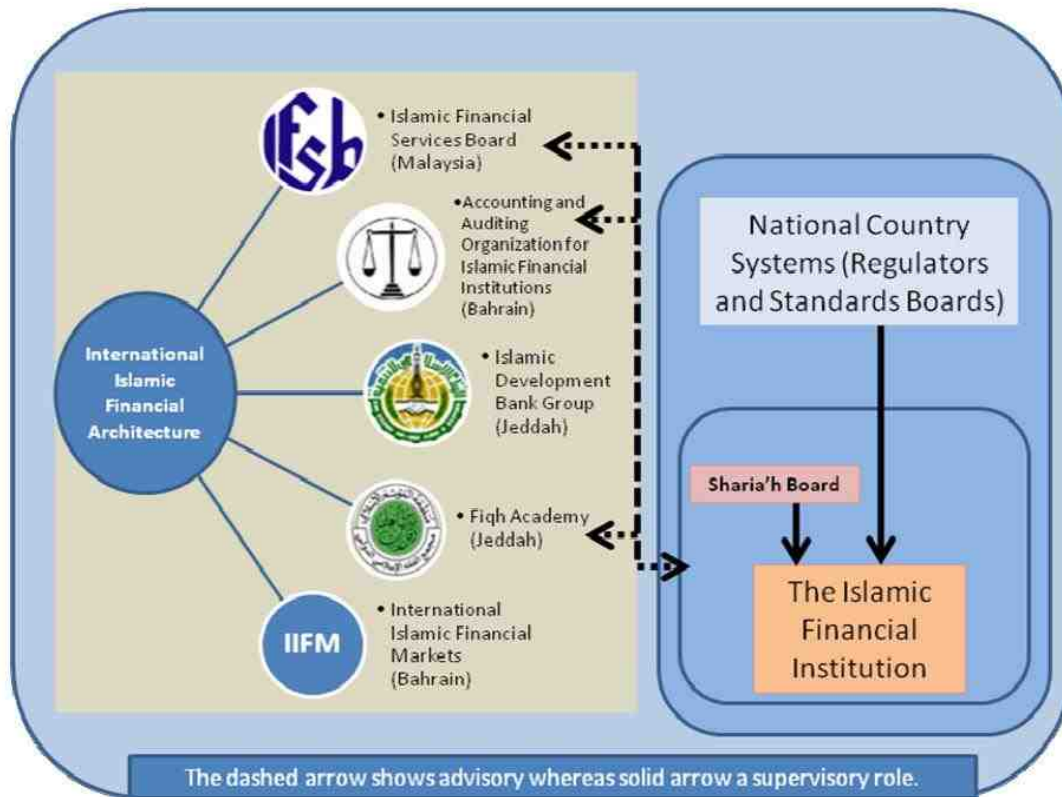 IFsb
• Islamic Financial
Services Board
(Malaysia)
•Accounting and
Auditing
Organization for
Islamic Financial
Institutions
(Bahrain)
International
Islamic
Financial
Architecture
• Islamic
Development
Bank Group
(Jeddah)
• Fiqh Academy
(Jeddah)
IIFM
• International
Islamic Financial
Markets
(Bahrain)
National Country
Systems (Regulators
and Standards Boards)
Sharia'h Board
The Islamic
Financial
Institution
The dashed arrow shows advisory whereas solid arrow a supervisory role.